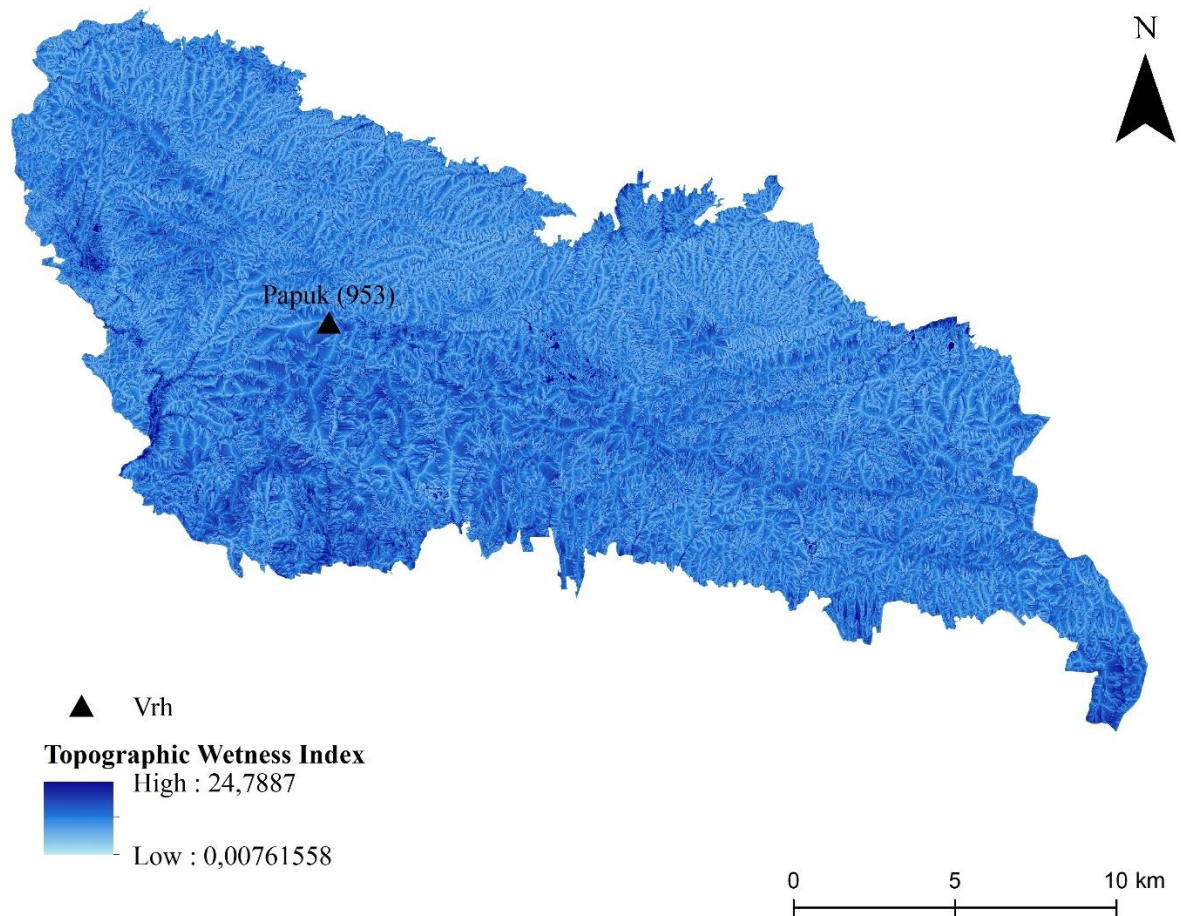 N
Papuk (953)
Vrh
Topographic Wetness Index
High : 24,7887
Low : 0,00761558
0 5 10 km